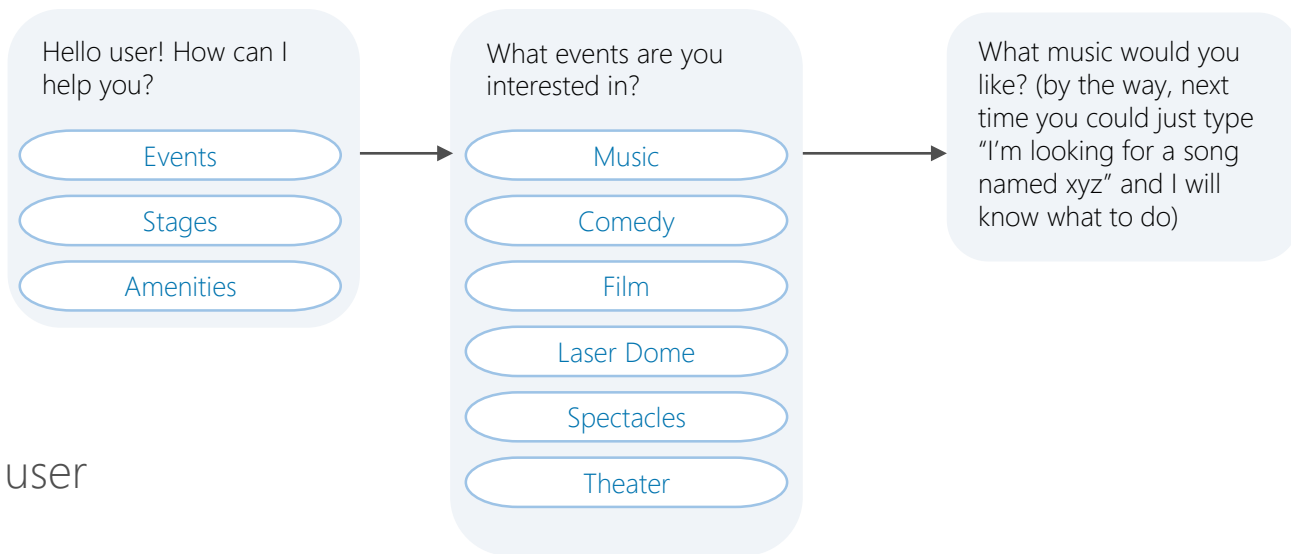 Hello user! How can I
help you?
Events
Stages
Amenities
What events are you
interested in?
Music
Comedy
Film
Laser Dome
Spectacles
Theater
What music would you
like? (by the way, next
time you could just type
“I’m looking for a song
named xyz” and I will
know what to do)
user